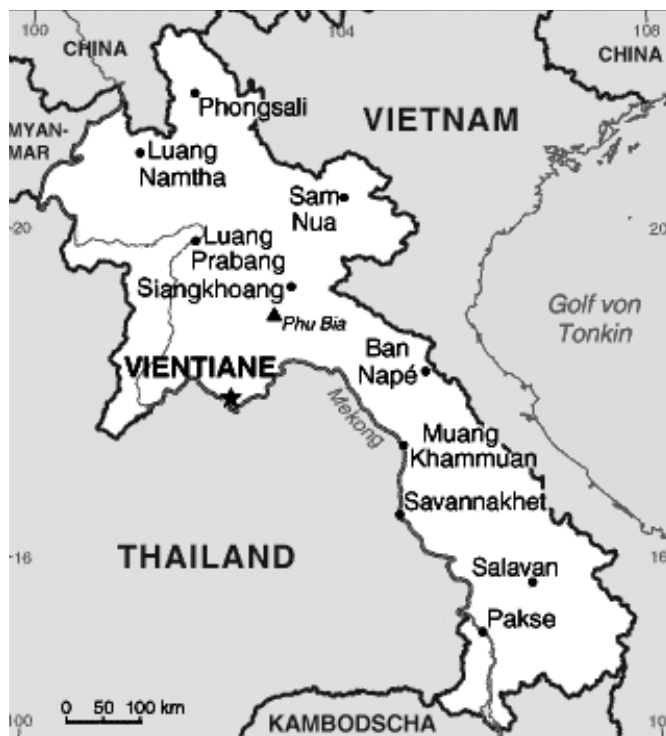 100
104
108
CHINA
CHINA
Phongsali
VIETNAM
MYAN-
MAR
Luang
Namtha
Sam
Nua
20
20
Luang
Prabang
Siangkhoang
Phu Bia
Golf von
Tonkin
VIENTIANE
Ban
Napé
Mekong
Muang
Khammuan
Savannakhet
THAILAND
16
16
Salavan
Pakse
0 50 100 km
KAMBODSCHA
100